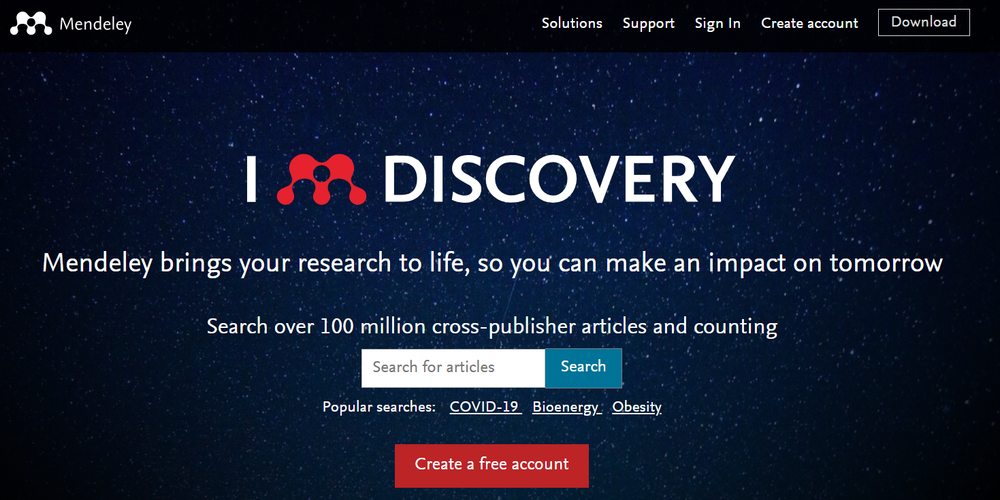 Mendeley
Solutions Support Sign In Create account Download
I DISCOVERY
Mendeley brings your research to life, so you can make an impact on tomorrow
Search over 100 million cross-publisher articles and counting
Search for articles Search
Popular searches: COVID-19 Bioenergy Obesity
Create a free account